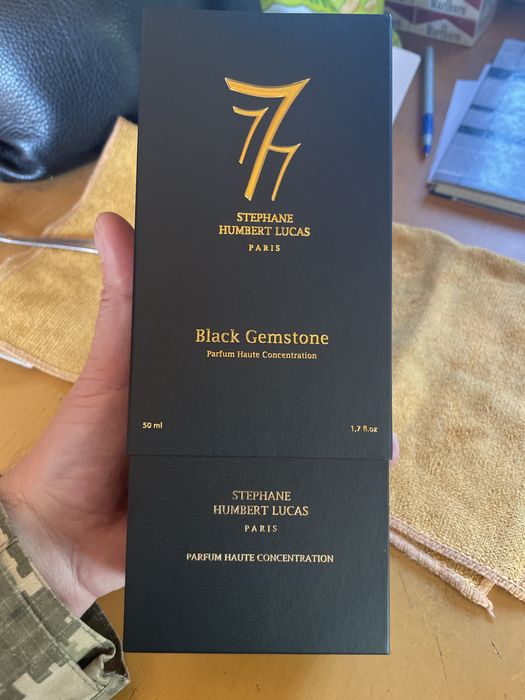 777
STEPHANE
HUMBERT LUCAS
PARIS
Black Gemstone
Parfum Haute Concentration
50 ml
1,7 fl.oz
STEPHANE
HUMBERT LUCAS
PARIS
PARFUM HAUTE CONCENTRATION